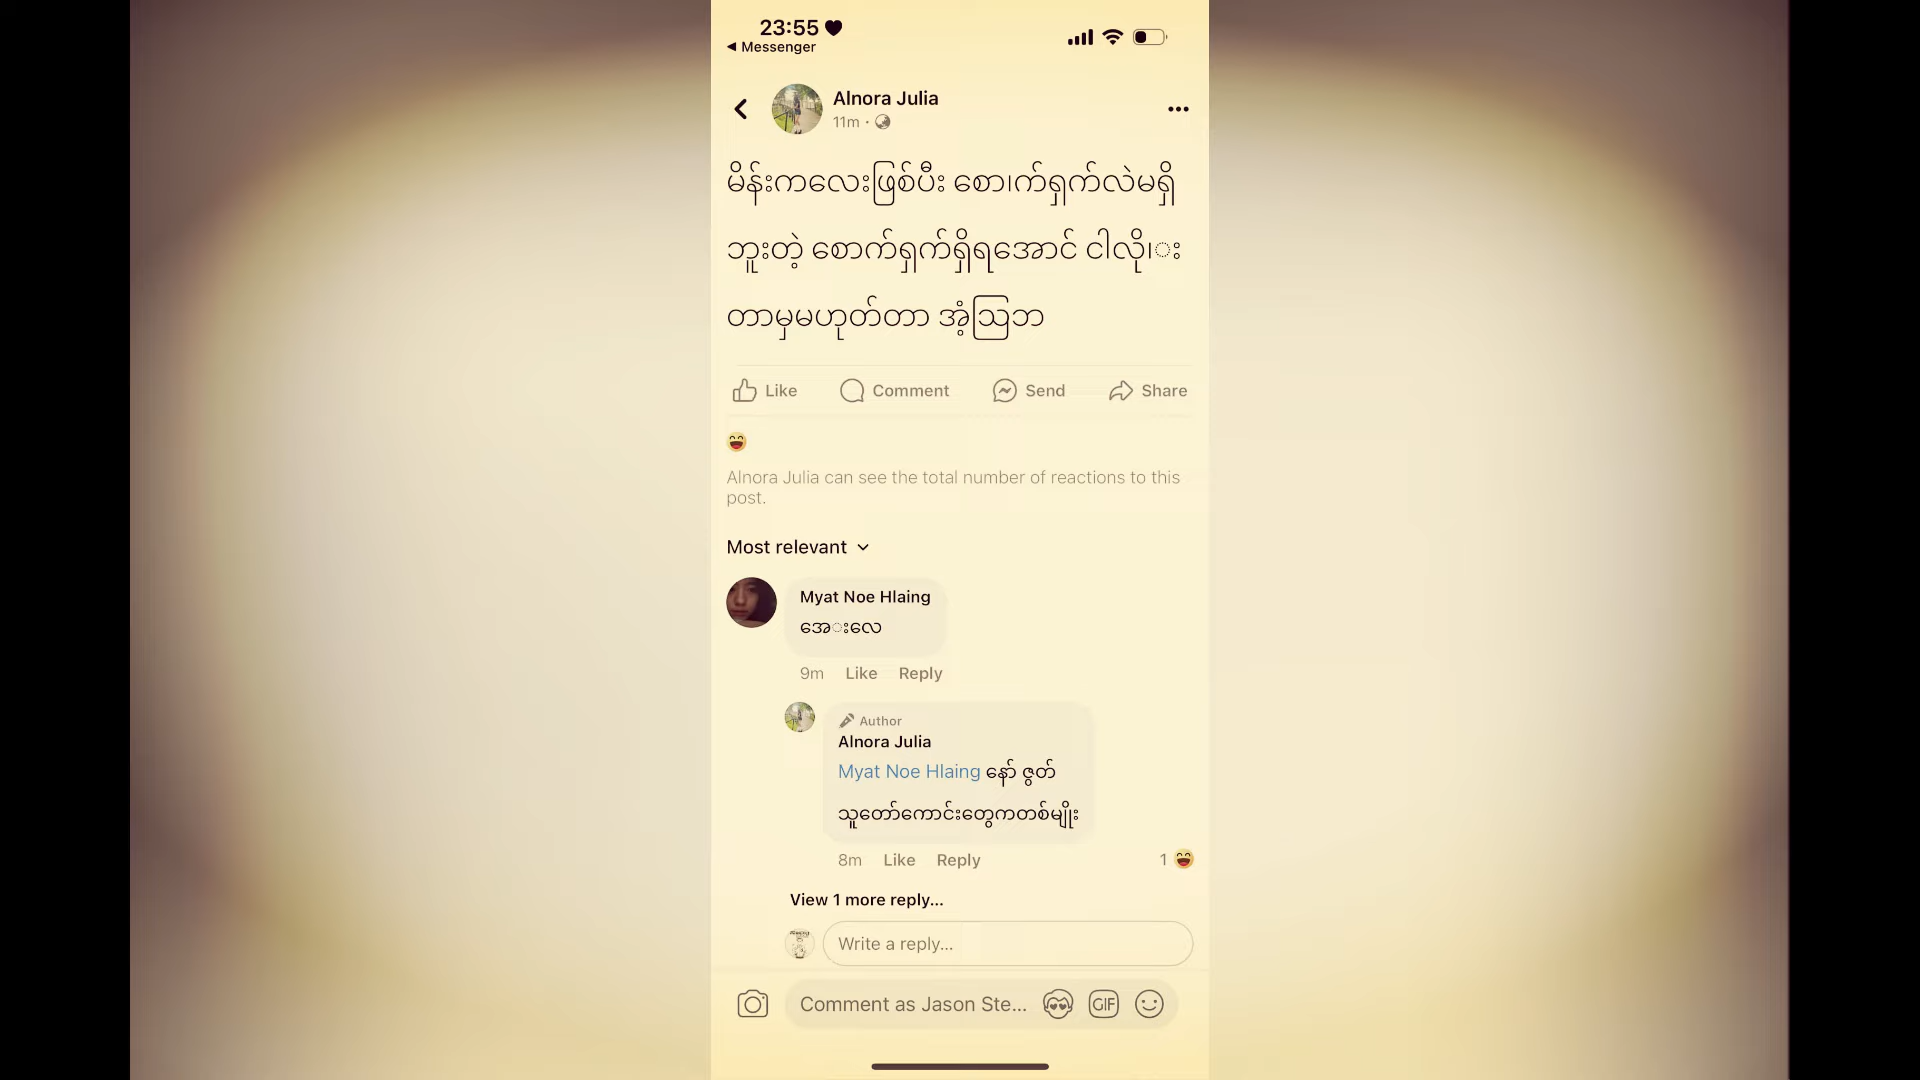 23:55
Messenger
Alnora Julia
11m
မိန်းကလေးဖြစ်ပီး စော၊က်ရှက်လဲမရှိ
ဘူးတဲ့ စောက်ရှက်ရှိရအောင် ငါလို၊း
တာမှမဟုတ်တာ အံ့ဩဘ
Like Comment Send Share
Alnora Julia can see the total number of reactions to this
post.
Most relevant
Myat Noe Hlaing
အေးလေ
9m Like Reply
Author
Alnora Julia
Myat Noe Hlaing နော် ဇွတ်
သူတော်ကောင်းတွေကတစ်မျိုး
8m Like Reply 1
View 1 more reply...
Write a reply...
Comment as Jason Ste... GIF